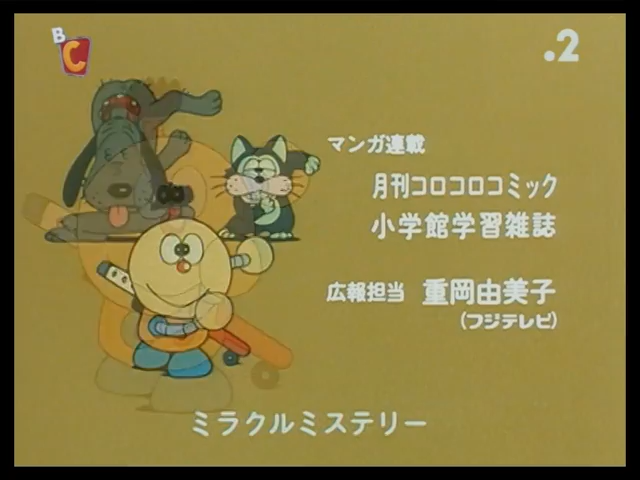 BC
.2
マンガ連載
月刊コロコロコミック
小学館学習雑誌
広報担当 重岡由美子
(フジテレビ)
ミラクルミステリー